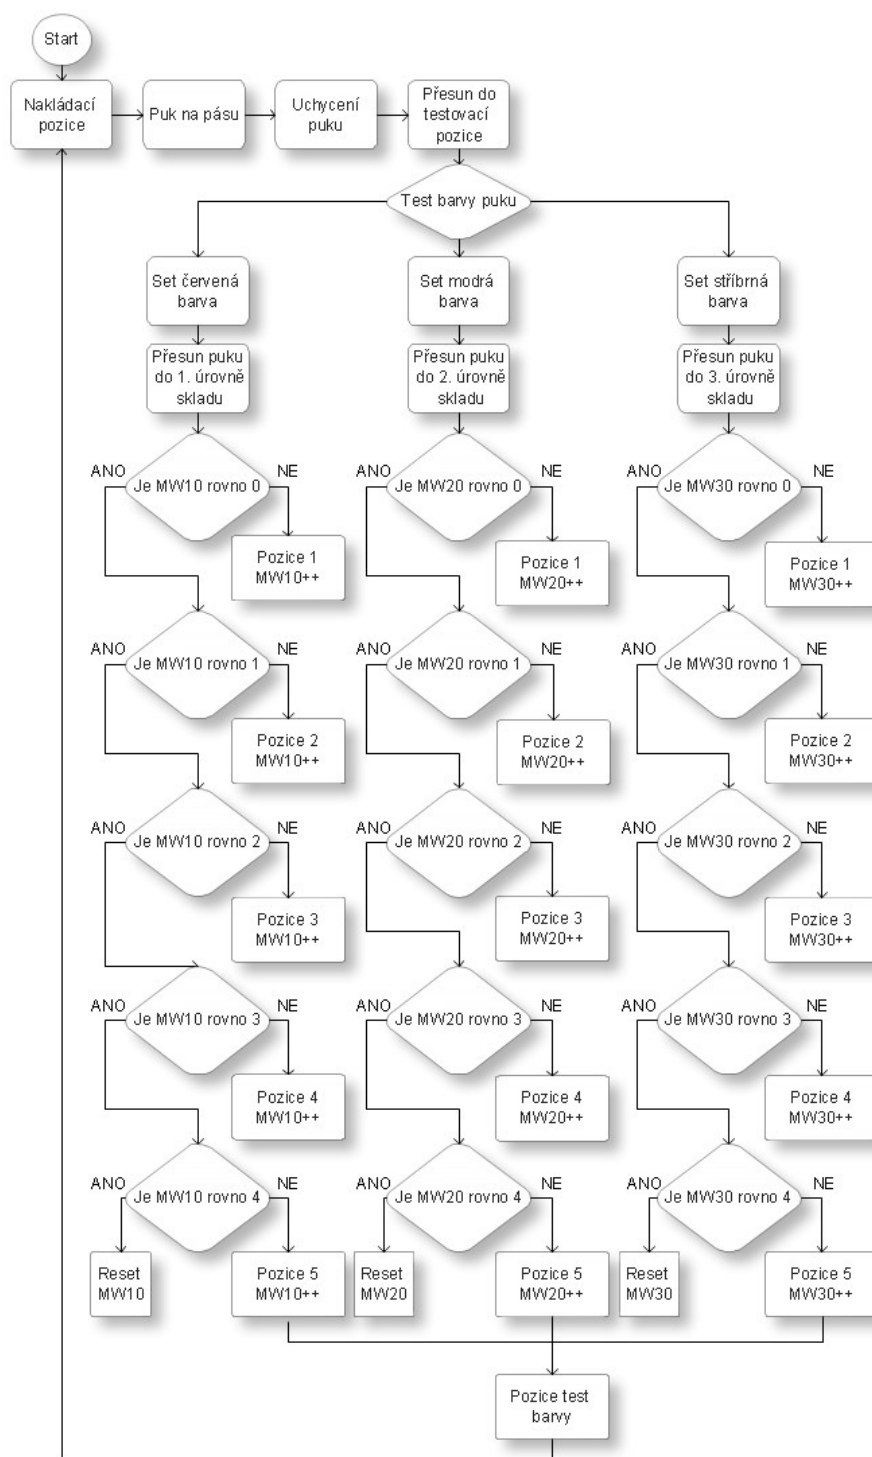 Start
Nakládací
pozice
Puk na pásu
Uchycení
puku
Přesun do
testovací
pozice
Test barvy puku
Set červená
barva
Set modrá
barva
Set stříbrná
barva
Přesun puku
do 1. úrovně
skladu
Přesun puku
do 2. úrovně
skladu
Přesun puku
do 3. úrovně
skladu
ANO
Je MW10 rovno 0
NE
ANO
Je MW20 rovno 0
NE
ANO
Je MW30 rovno 0
NE
Pozice 1
MW10++
Pozice 1
MW20++
Pozice 1
MW30++
ANO
Je MW10 rovno 1
NE
ANO
Je MW20 rovno 1
NE
ANO
Je MW30 rovno 1
NE
Pozice 2
MW10++
Pozice 2
MW20++
Pozice 2
MW30++
ANO
Je MW10 rovno 2
NE
ANO
Je MW20 rovno 2
NE
ANO
Je MW30 rovno 2
NE
Pozice 3
MW10++
Pozice 3
MW20++
Pozice 3
MW30++
ANO
Je MW10 rovno 3
NE
ANO
Je MW20 rovno 3
NE
ANO
Je MW30 rovno 3
NE
Pozice 4
MW10++
Pozice 4
MW20++
Pozice 4
MW30++
ANO
Je MW10 rovno 4
NE
ANO
Je MW20 rovno 4
NE
ANO
Je MW30 rovno 4
NE
Reset
MW10
Pozice 5
MW10++
Reset
MW20
Pozice 5
MW20++
Reset
MW30
Pozice 5
MW30++
Pozice test
barvy